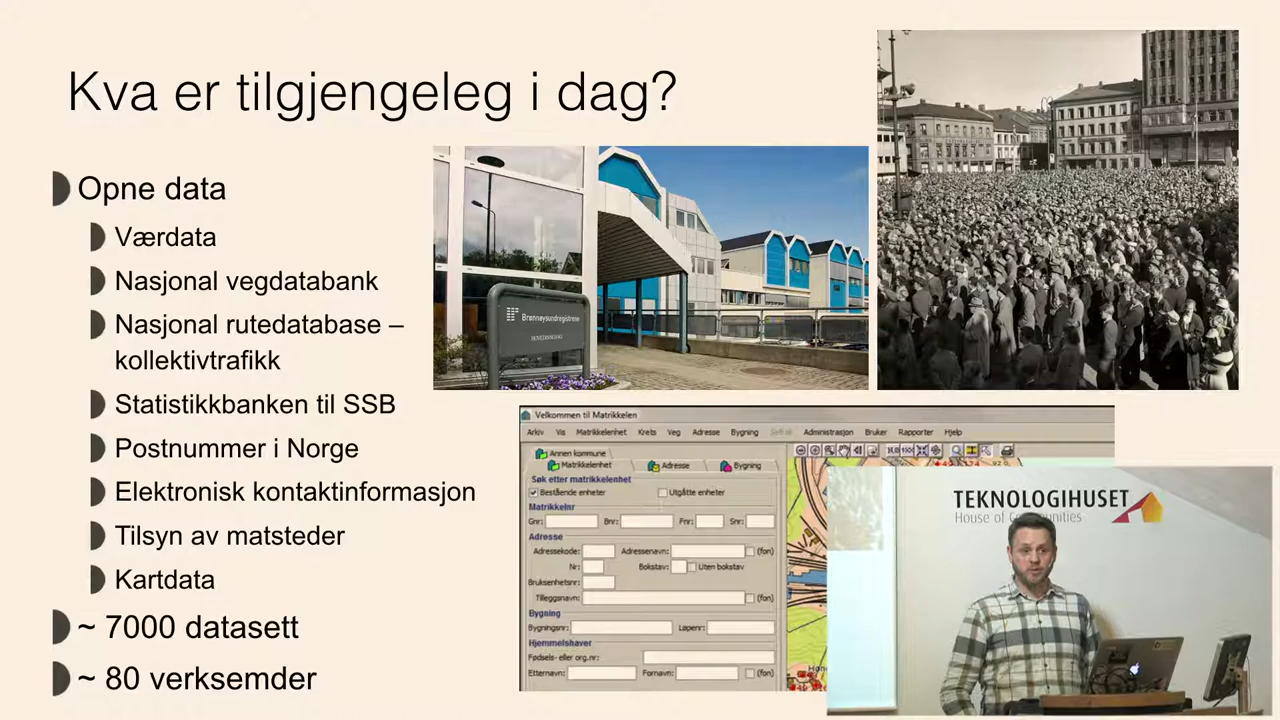 Kva er tilgjengeleg i dag?
Opne data
Værdata
Nasjonal vegdatabank
Nasjonal rutedatabase –
kollektivtrafikk
Statistikkbanken til SSB
Postnummer i Norge
Elektronisk kontaktinformasjon
Tilsyn av matsteder
Kartdata
~ 7000 datasett
~ 80 verksemder
Brønnøysundregistrene
Velkommen til Matrikkelen
Arkiv Vis Matrikkelenhet Krets Veg Adresse Bygning Administrasjon Bruker Rapporter Hjelp
Annen kommune
Matrikkelenhet Adresse Bygning
Søk etter matrikkelenhet
Bestående enheter Utgåtte enheter
Matrikkelnr
Gnr: Bnr: Fnr: Snr:
Adresse
Adressekode: Adressenavn: (fon)
Nr: Bokstav: Uten bokstav
Bruksenhetsnr:
Tilleggsnavn: (fon)
Bygning
Bygningsnr: Løpenr:
Hjemmelshaver
Fødsels- eller org.nr:
Etternavn: Fornavn: (fon)
TEKNOLOGIHUSET
House of